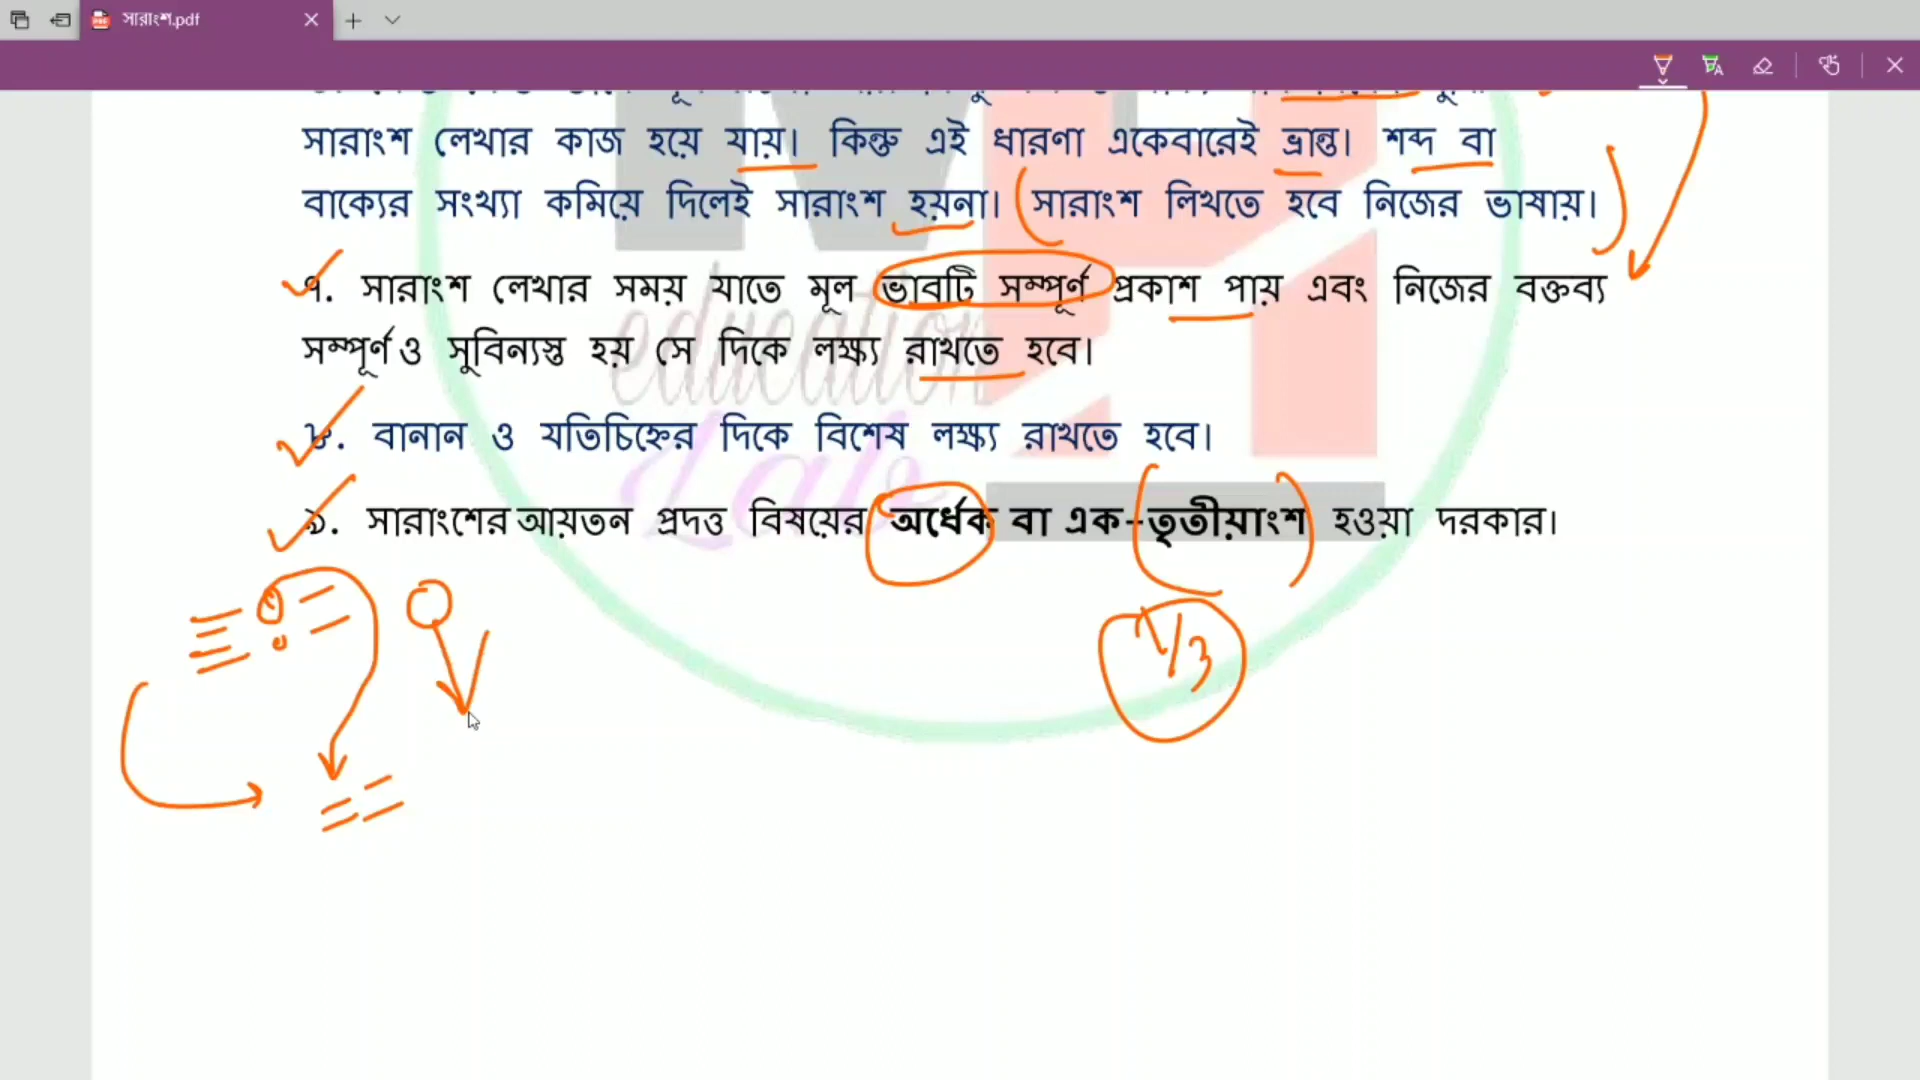 সারাংশ.pdf
সারাংশ লেখার কাজ হয়ে যায়। কিন্তু এই ধারণা একেবারেই ভ্রান্ত। শব্দ বা
বাক্যের সংখ্যা কমিয়ে দিলেই সারাংশ হয়না। সারাংশ লিখতে হবে নিজের ভাষায়।
৭. সারাংশ লেখার সময় যাতে মূল ভাবটি সম্পূর্ণ প্রকাশ পায় এবং নিজের বক্তব্য
সম্পূর্ণ ও সুবিন্যস্ত হয় সে দিকে লক্ষ্য রাখতে হবে।
৮. বানান ও যতিচিহ্নের দিকে বিশেষ লক্ষ্য রাখতে হবে।
৯. সারাংশের আয়তন প্রদত্ত বিষয়ের অর্ধেক বা এক-তৃতীয়াংশ হওয়া দরকার।
1/3
education
Lab